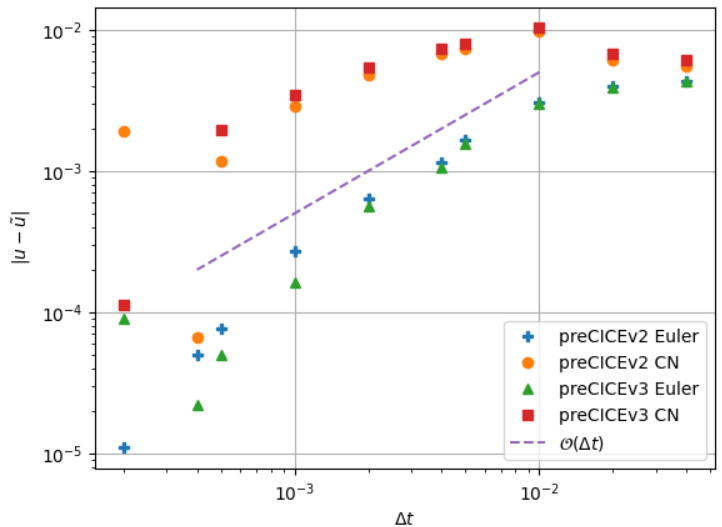 10⁻²
10⁻³
10⁻⁴
10⁻⁵
|u − ũ|
preCICEv2 Euler
preCICEv2 CN
preCICEv3 Euler
preCICEv3 CN
𝒪(Δt)
10⁻³
10⁻²
Δt